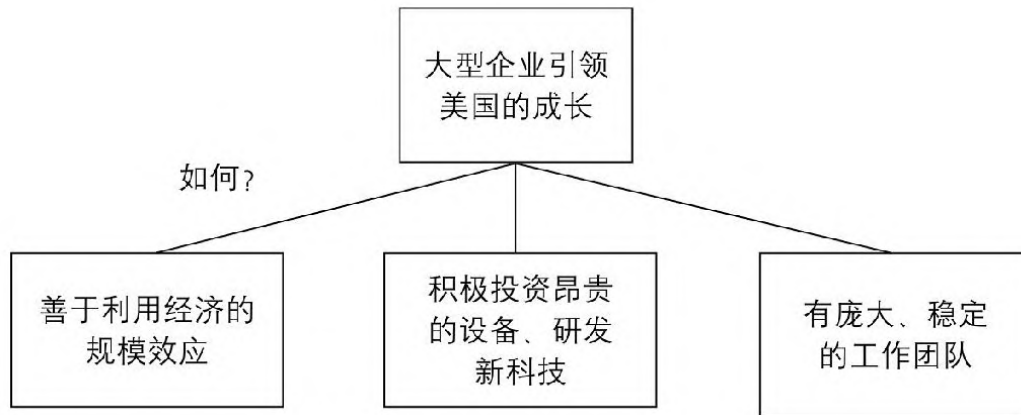 大型企业引领
美国的成长
如何？
善于利用经济的
规模效应
积极投资昂贵
的设备、研发
新科技
有庞大、稳定
的工作团队